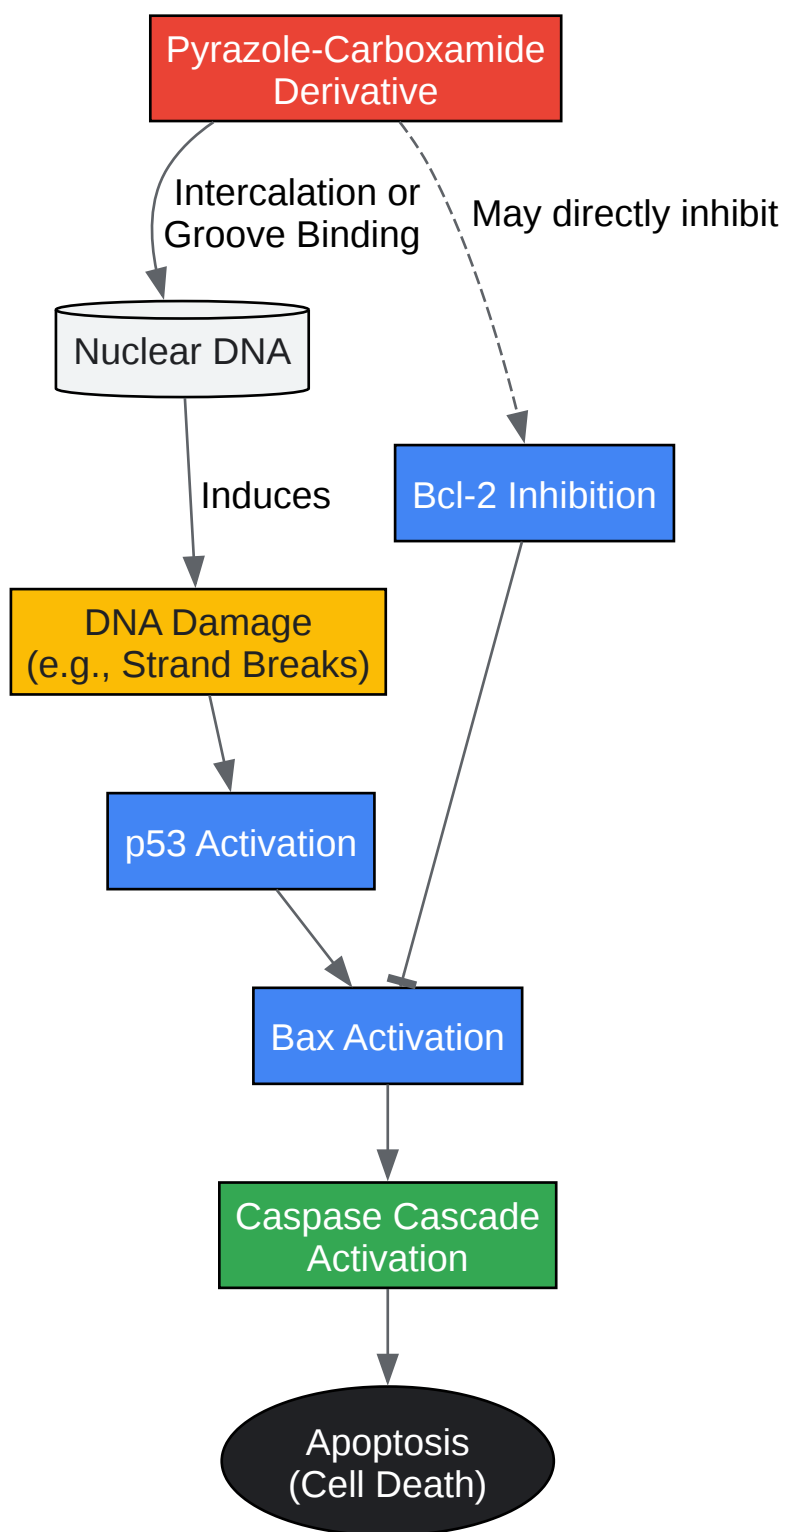 Pyrazole-Carboxamide
Derivative
Intercalation or
Groove Binding
May directly inhibit
Nuclear DNA
Induces
Bcl-2 Inhibition
DNA Damage
(e.g., Strand Breaks)
p53 Activation
Bax Activation
Caspase Cascade
Activation
Apoptosis
(Cell Death)